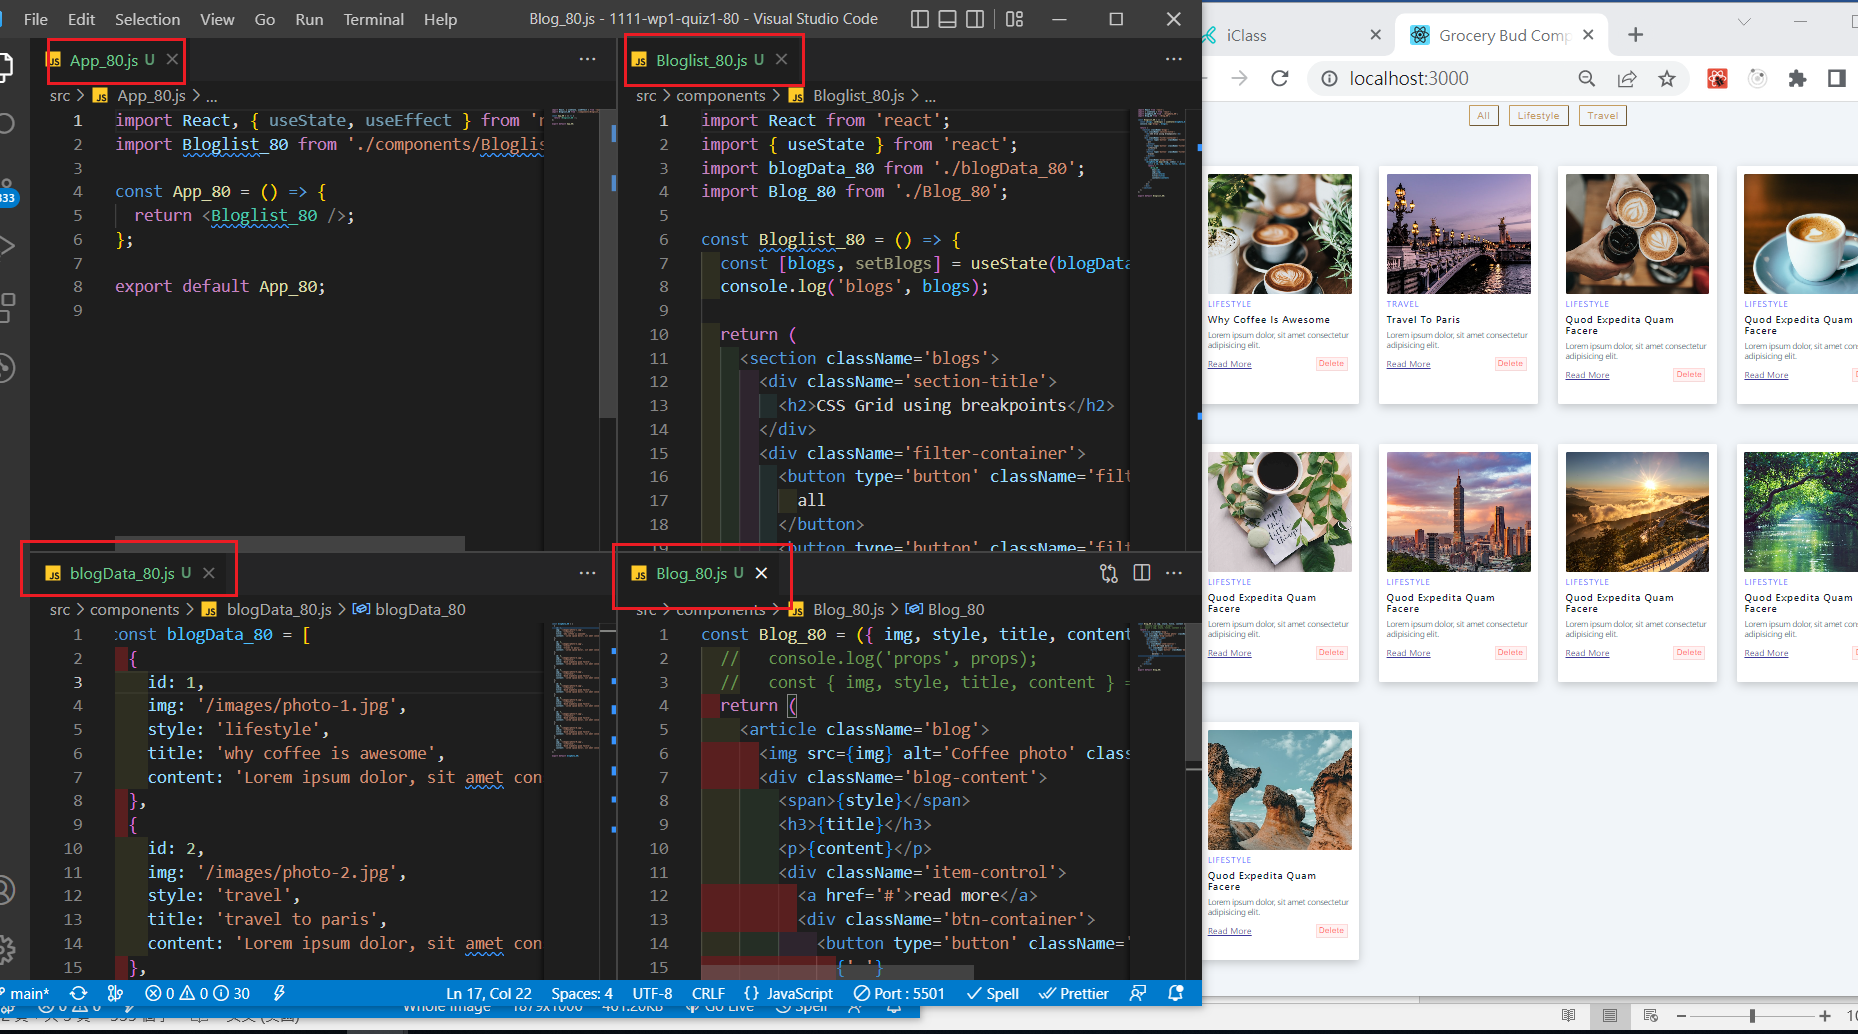 File Edit Selection View Go Run Terminal Help
Blog_80.js - 1111-wp1-quiz1-80 - Visual Studio Code
JS App_80.js U
src > JS App_80.js > ...
1 import React, { useState, useEffect } from 'r
2 import Bloglist_80 from './components/Bloglis
3
4 const App_80 = () => {
5 return <Bloglist_80 />;
6 };
7
8 export default App_80;
9
333
JS Bloglist_80.js U
src > components > JS Bloglist_80.js > ...
1 import React from 'react';
2 import { useState } from 'react';
3 import blogData_80 from './blogData_80';
4 import Blog_80 from './Blog_80';
5
6 const Bloglist_80 = () => {
7 const [blogs, setBlogs] = useState(blogData
8 console.log('blogs', blogs);
9
10 return (
11 <section className='blogs'>
12 <div className='section-title'>
13 <h2>CSS Grid using breakpoints</h2>
14 </div>
15 <div className='filter-container'>
16 <button type='button' className='filt
17 all
18 </button>
19 <button type='button' className='filt
JS blogData_80.js U
src > components > JS blogData_80.js > blogData_80
1 const blogData_80 = [
2 {
3 id: 1,
4 img: '/images/photo-1.jpg',
5 style: 'lifestyle',
6 title: 'why coffee is awesome',
7 content: 'Lorem ipsum dolor, sit amet con
8 },
9 {
10 id: 2,
11 img: '/images/photo-2.jpg',
12 style: 'travel',
13 title: 'travel to paris',
14 content: 'Lorem ipsum dolor, sit amet con
15 },
JS Blog_80.js U
src > components > JS Blog_80.js > Blog_80
1 const Blog_80 = ({ img, style, title, content
2 // console.log('props', props);
3 // const { img, style, title, content } =
4 return (
5 <article className='blog'>
6 <img src={img} alt='Coffee photo' class
7 <div className='blog-content'>
8 <span>{style}</span>
9 <h3>{title}</h3>
10 <p>{content}</p>
11 <div className='item-control'>
12 <a href='#'>read more</a>
13 <div className='btn-container'>
14 <button type='button' className='
15 {' '}
main* 0 0 30 Ln 17, Col 22 Spaces: 4 UTF-8 CRLF {} JavaScript Port : 5501 Spell Prettier
Whole image 1879x1000 461.20KB Go Live Spell
iClass
Grocery Bud Comp
localhost:3000
All Lifestyle Travel
LIFESTYLE
Why Coffee Is Awesome
Lorem ipsum dolor, sit amet consectetur
adipisicing elit.
Read More Delete
TRAVEL
Travel To Paris
Lorem ipsum dolor, sit amet consectetur
adipisicing elit.
Read More Delete
LIFESTYLE
Quod Expedita Quam
Facere
Lorem ipsum dolor, sit amet consectetur
adipisicing elit.
Read More Delete
LIFESTYLE
Quod Expedita Quam
Facere
Lorem ipsum dolor, sit amet conse
adipisicing elit.
Read More
LIFESTYLE
Quod Expedita Quam
Facere
Lorem ipsum dolor, sit amet consectetur
adipisicing elit.
Read More Delete
LIFESTYLE
Quod Expedita Quam
Facere
Lorem ipsum dolor, sit amet consectetur
adipisicing elit.
Read More Delete
LIFESTYLE
Quod Expedita Quam
Facere
Lorem ipsum dolor, sit amet consectetur
adipisicing elit.
Read More Delete
LIFESTYLE
Quod Expedita Quam
Facere
Lorem ipsum dolor, sit amet conse
adipisicing elit.
Read More
LIFESTYLE
Quod Expedita Quam
Facere
Lorem ipsum dolor, sit amet consectetur
adipisicing elit.
Read More Delete